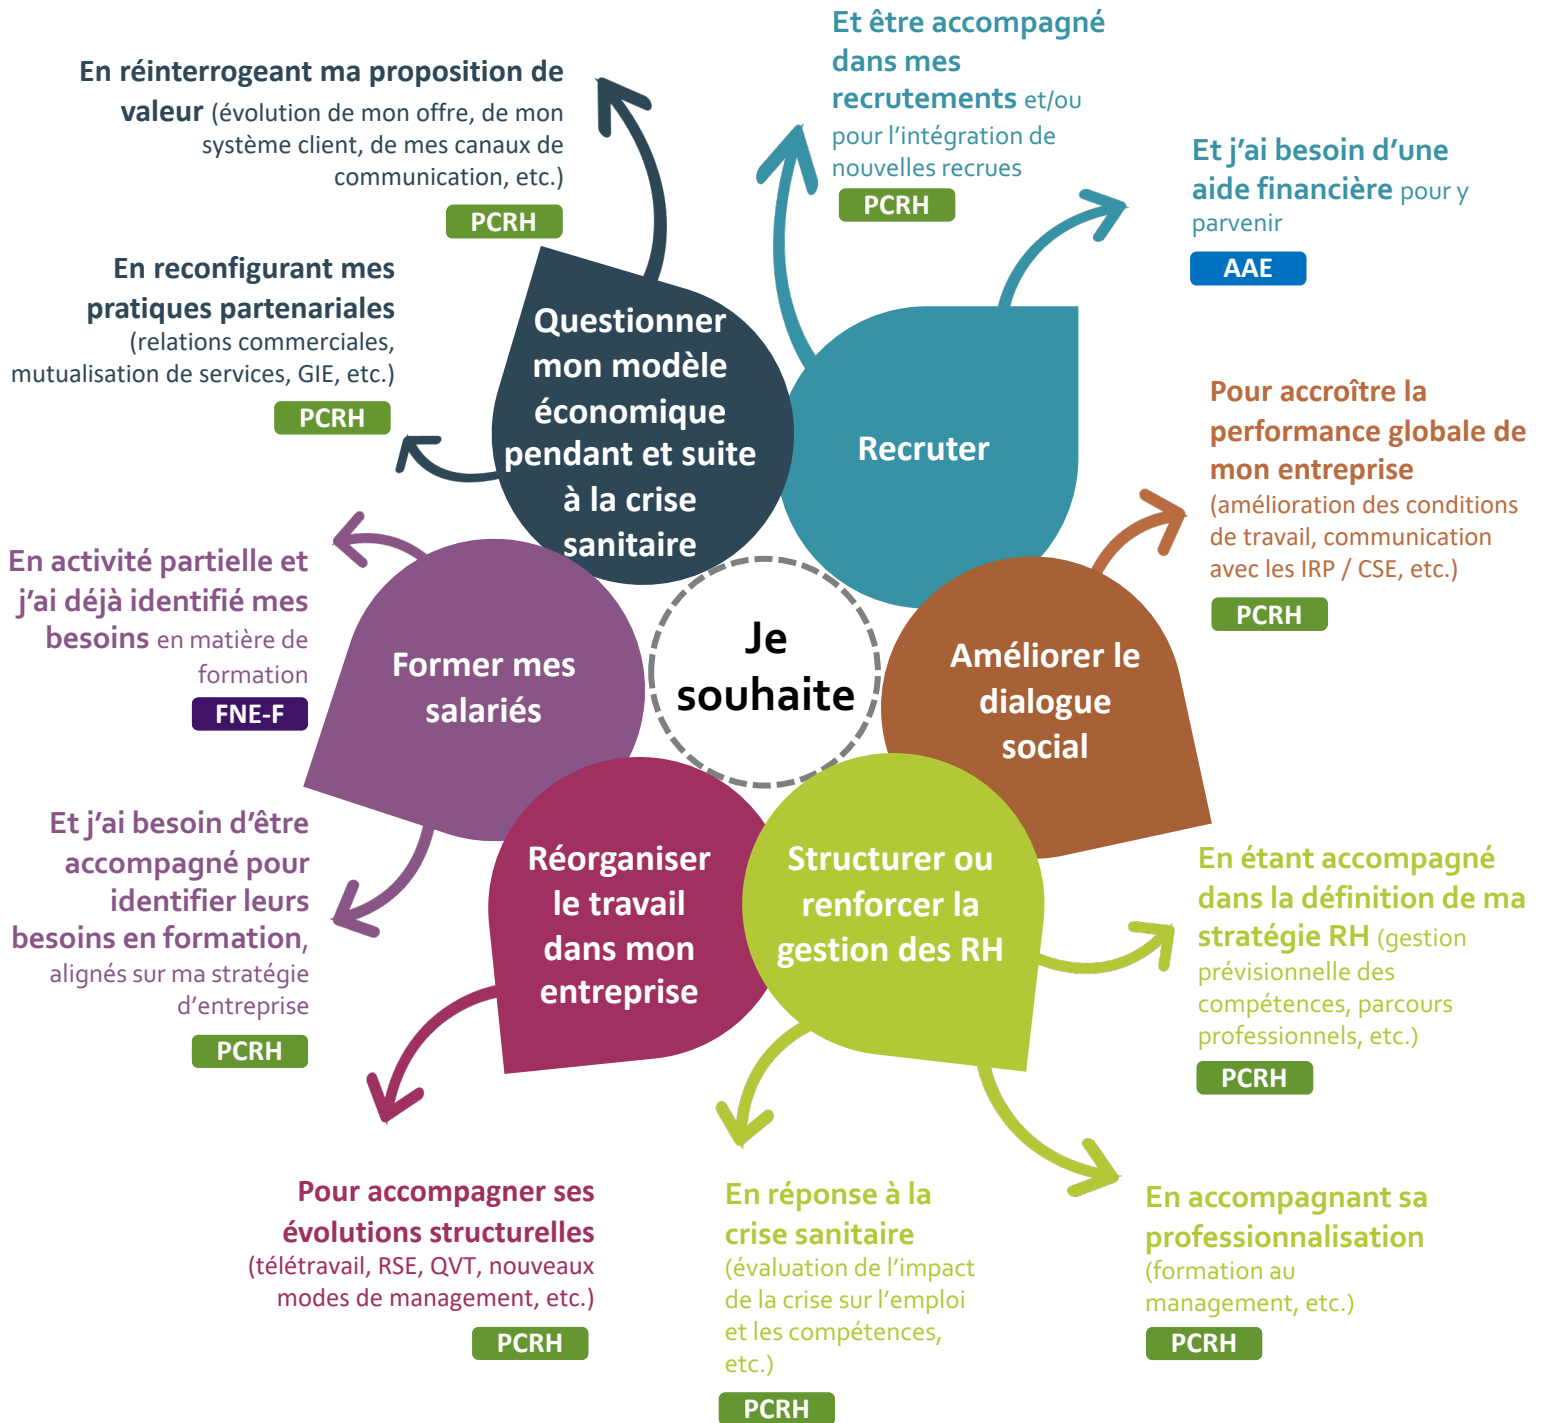 En réinterrogeant ma proposition de
valeur (évolution de mon offre, de mon
système client, de mes canaux de
communication, etc.)
PCRH
En reconfigurant mes
pratiques partenariales
(relations commerciales,
mutualisation de services, GIE, etc.)
PCRH
Questionner
mon modèle
économique
pendant et suite
à la crise
sanitaire
Et être accompagné
dans mes
recrutements et/ou
pour l’intégration de
nouvelles recrues
PCRH
Et j’ai besoin d’une
aide financière pour y
parvenir
AAE
Recruter
Pour accroître la
performance globale de
mon entreprise
(amélioration des conditions
de travail, communication
avec les IRP / CSE, etc.)
PCRH
Améliorer le
dialogue
social
Je
souhaite
En activité partielle et
j’ai déjà identifié mes
besoins en matière de
formation
FNE-F
Former mes
salariés
Et j’ai besoin d’être
accompagné pour
identifier leurs
besoins en formation,
alignés sur ma stratégie
d’entreprise
PCRH
Réorganiser
le travail
dans mon
entreprise
Structurer ou
renforcer la
gestion des RH
En étant accompagné
dans la définition de ma
stratégie RH (gestion
prévisionnelle des
compétences, parcours
professionnels, etc.)
PCRH
Pour accompagner ses
évolutions structurelles
(télétravail, RSE, QVT, nouveaux
modes de management, etc.)
PCRH
En réponse à la
crise sanitaire
(évaluation de l’impact
de la crise sur l’emploi
et les compétences,
etc.)
PCRH
En accompagnant sa
professionnalisation
(formation au
management, etc.)
PCRH